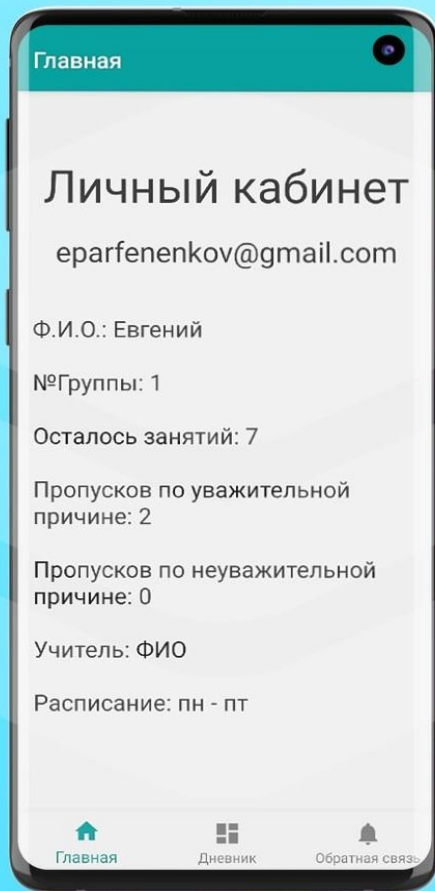 Главная
Личный кабинет
eparfenenkov@gmail.com
Ф.И.О.: Евгений
№Группы: 1
Осталось занятий: 7
Пропусков по уважительной
причине: 2
Пропусков по неуважительной
причине: 0
Учитель: ФИО
Расписание: пн - пт
Главная
Дневник
Обратная связь